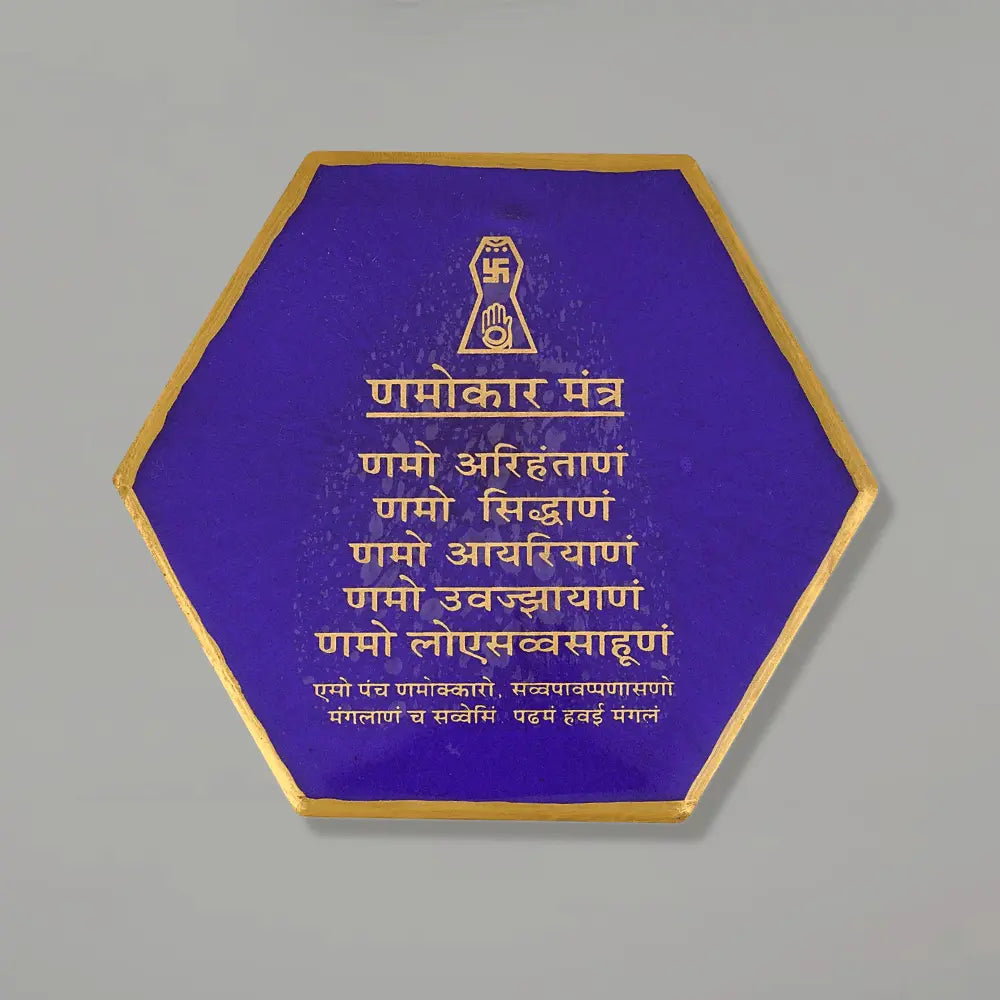 णमोकार मंत्र
णमो अरिहंताणं
णमो सिद्धाणं
णमो आयरियाणं
णमो उवज्झायाणं
णमो लोएसव्वसाहूणं
एसो पंच णमोक्कारो, सव्वपावप्पणासणो
मंगलाणं च सव्वेसिं पढमं हवई मंगलं